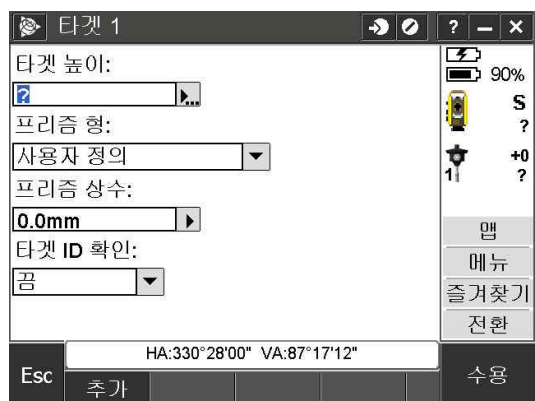 타겟 1
? – ×
타겟 높이:
?
프리즘 형:
사용자 정의
프리즘 상수:
0.0mm
타겟 ID 확인:
끔
90%
S
?
+0
1 ?
맵
메뉴
즐겨찾기
전환
HA:330°28'00" VA:87°17'12"
Esc
추가
수용